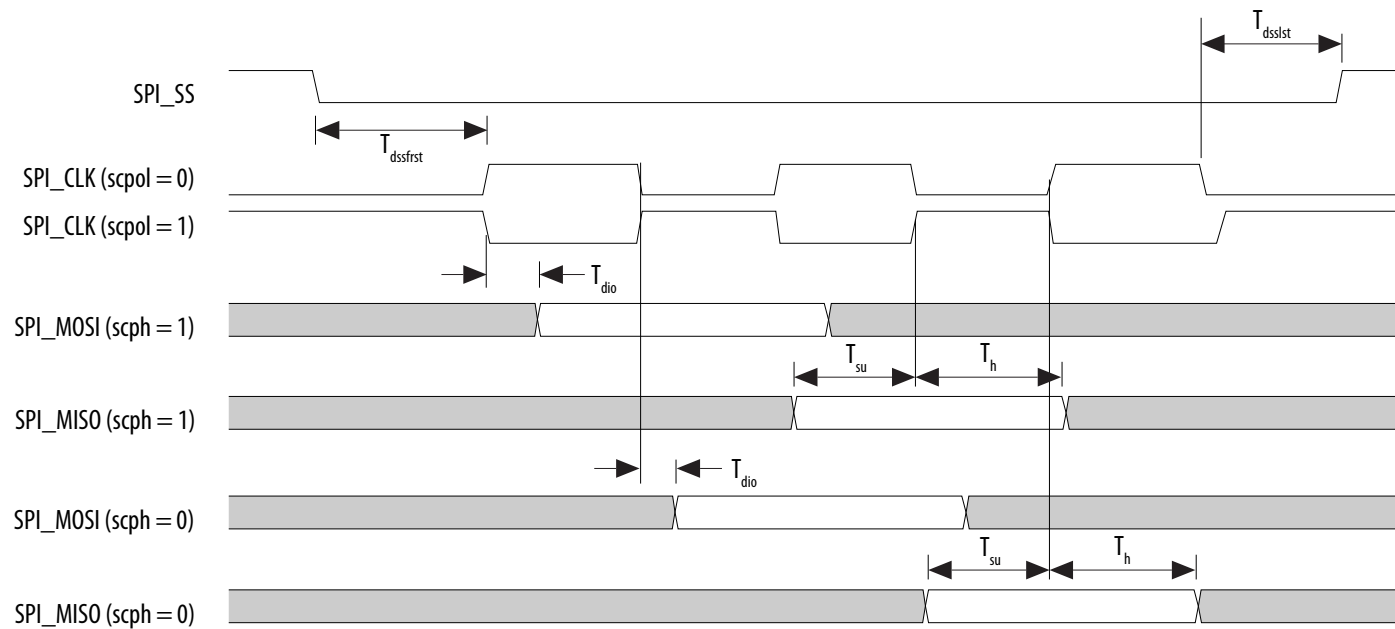 T_dsslst
SPI_SS
T_dssfrst
SPI_CLK (scpol = 0)
SPI_CLK (scpol = 1)
T_dio
SPI_MOSI (scph = 1)
T_su T_h
SPI_MISO (scph = 1)
T_dio
SPI_MOSI (scph = 0)
T_su T_h
SPI_MISO (scph = 0)